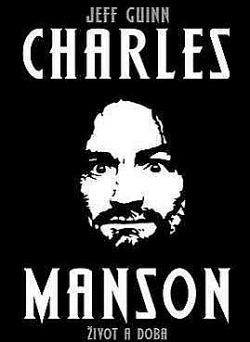 JEFF GUINN
CHARLES
MANSON
ŽIVOT A DOBA